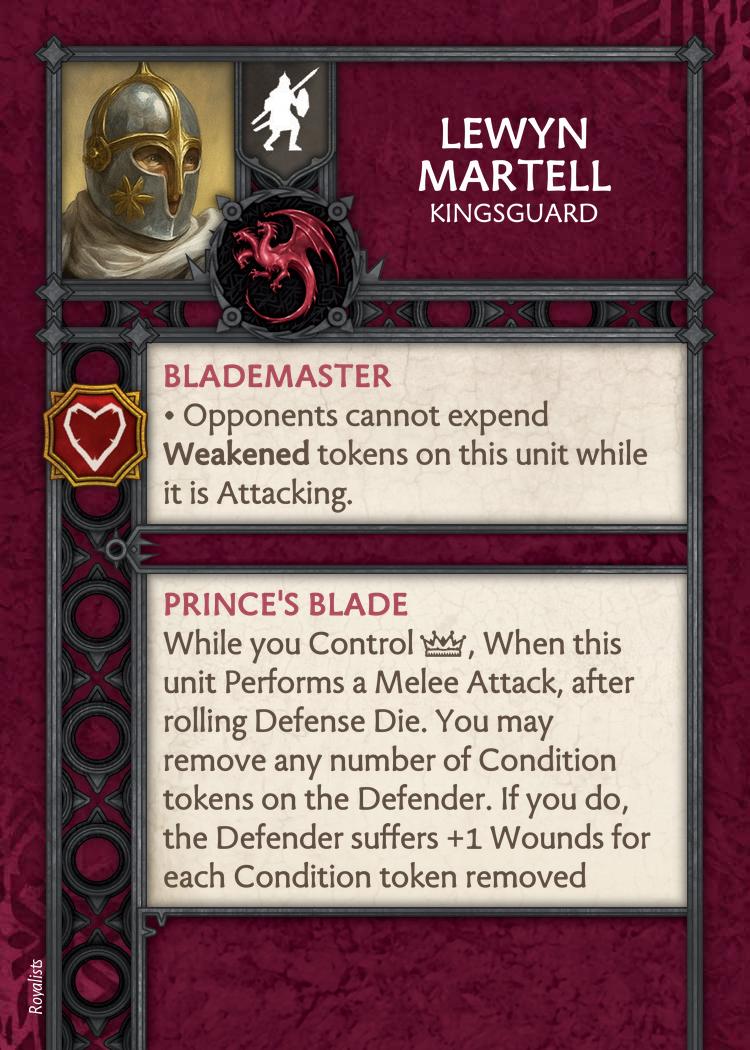 LEWYN
MARTELL
KINGSGUARD
BLADEMASTER
• Opponents cannot expend
Weakened tokens on this unit while
it is Attacking.
PRINCE'S BLADE
While you Control , When this
unit Performs a Melee Attack, after
rolling Defense Die. You may
remove any number of Condition
tokens on the Defender. If you do,
the Defender suffers +1 Wounds for
each Condition token removed
Royalists